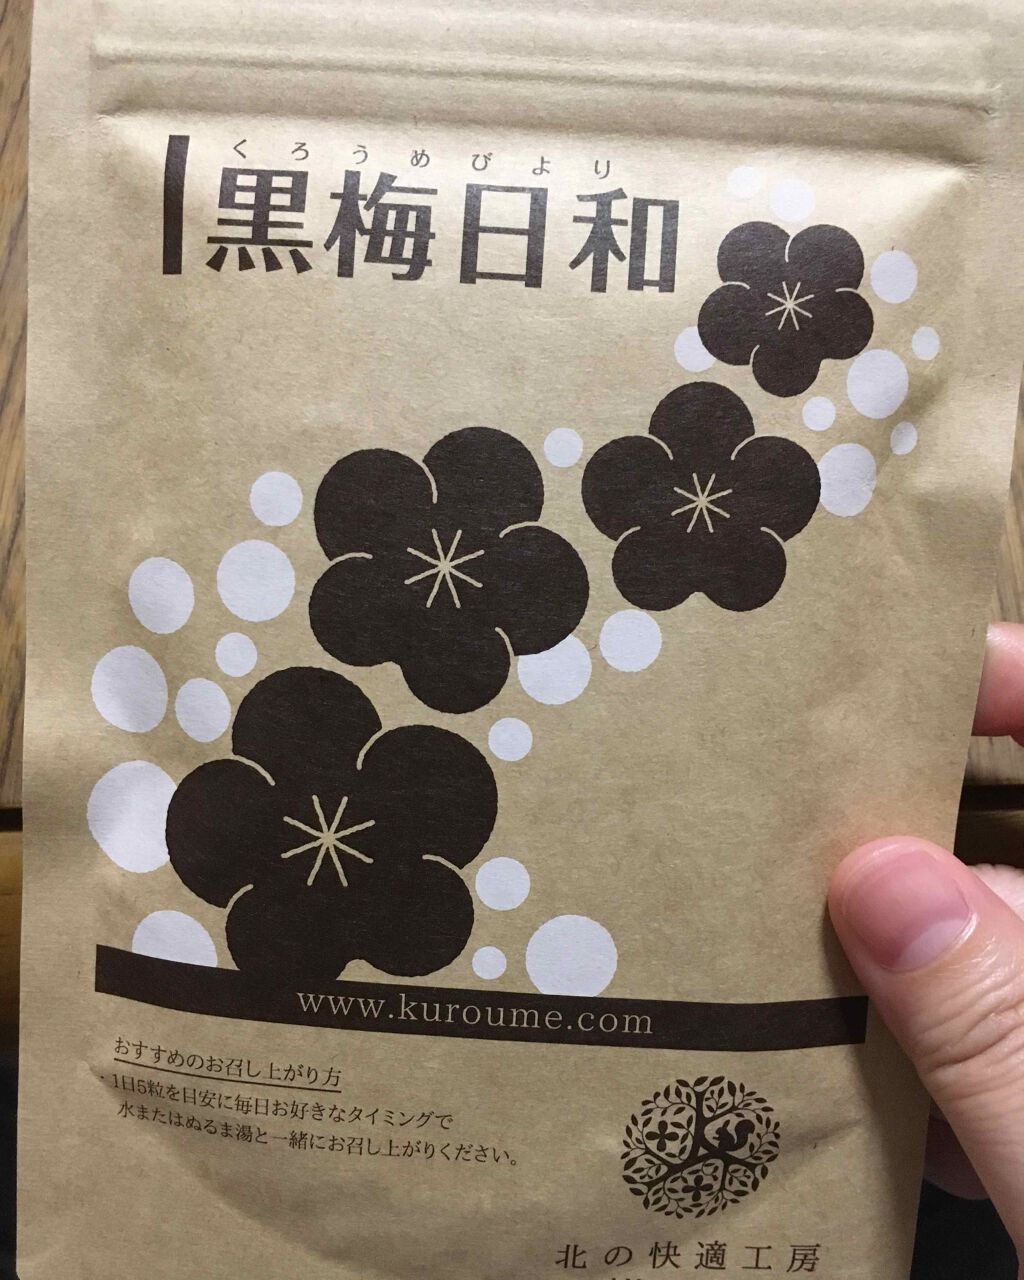 くろうめびより
黒梅日和
www.kuroume.com
おすすめのお召し上がり方
・1日5粒を目安に毎日お好きなタイミングで
水またはぬるま湯と一緒にお召し上がりください。
北の快適工房